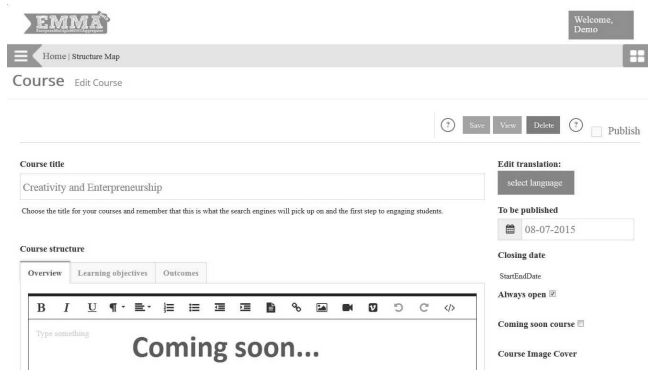 EMMA
Welcome,
Demo
Home | Structure Map
Course Edit Course
? Save View Delete ? Publish
Course title
Creativity and Enterpreneurship
Choose the title for your courses and remember that this is what the search engines will pick up on and the first step to engaging students.
Edit translation:
select language
To be published
08-07-2015
Closing date
StartEndDate
Always open
Coming soon course
Course Image Cover
Course structure
Overview Learning objectives Outcomes
B I U
Type something
Coming soon...